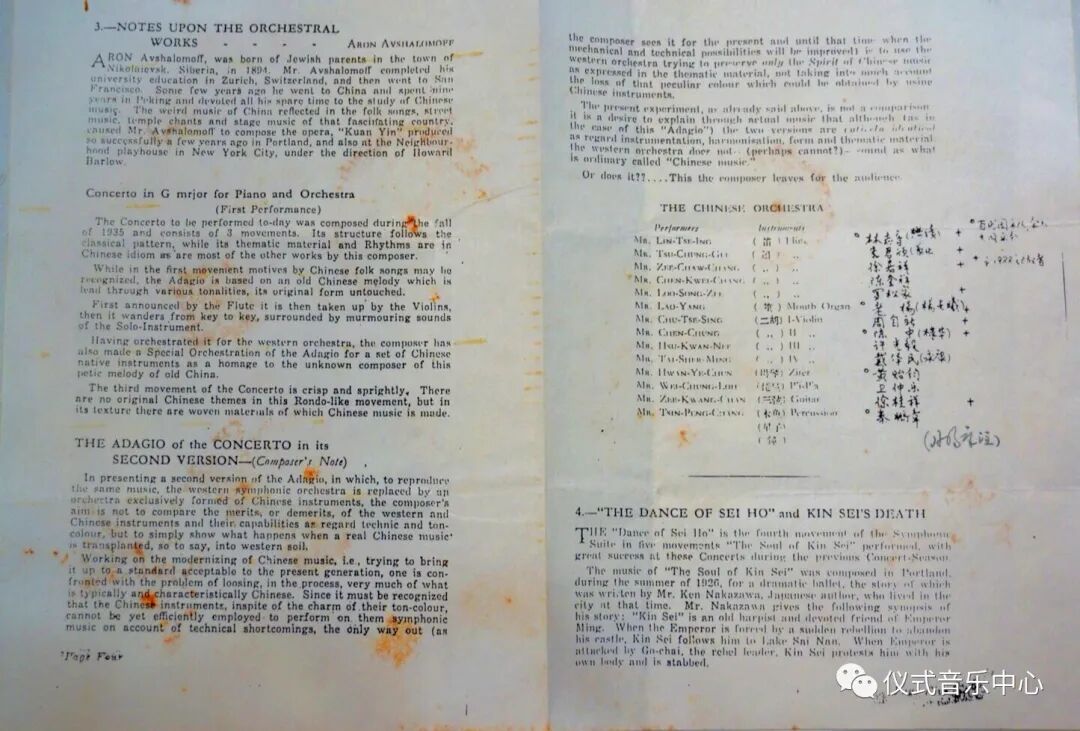 3.—NOTES UPON THE ORCHESTRAL
WORKS - - - - ARON AVSHALOMOFF
ARON Avshalomoff, was born of Jewish parents in the town of
Nikolaievsk, Siberia, in 1894. Mr. Avshalomoff completed his
university education in Zurich, Switzerland, and then went to San
Francisco. Some few years ago he went to China and spent nine
years in Peking and devoted all his spare time to the study of Chinese
music. The weird music of China reflected in the folk songs, street
music, temple chants and stage music of that fascinating country,
caused Mr. Avshalomoff to compose the opera, "Kuan Yin" produced
so successfully a few years ago in Portland, and also at the Neighbour-
hood playhouse in New York City, under the direction of Howard
Barlow.
Concerto in G mrjor for Piano and Orchestra
(First Performance)
The Concerto to be performed to-day was composed during the fall
of 1935 and consists of 3 movements. Its structure follows the
classical pattern, while its thematic material and Rhythms are in
Chinese idiom as are most of the other works by this composer.
While in the first movement motives by Chinese folk songs may be
recognized, the Adagio is based on an old Chinese melody which is
lead through various tonalities, its original form untouched.
First announced by the Flute it is then taken up by the Violins,
then it wanders from key to key, surrounded by murmouring sounds
of the Solo-Instrument.
Having orchestrated it for the western orchestra, the composer has
also made a Special Orchestration of the Adagio for a set of Chinese
native instruments as a homage to the unknown composer of this
petic melody of old China.
The third movement of the Concerto is crisp and sprightly. There
are no original Chinese themes in this Rondo-like movement, but in
its texture there are woven materials of which Chinese music is made.
THE ADAGIO of the CONCERTO in its
SECOND VERSION—(Composer's Note)
In presenting a second version of the Adagio, in which, to reproduce
the same music, the western symphonic orchestra is replaced by an
orchertra exclusively formed of Chinese instruments, the composer's
aim is not to compare the merits, or demerits, of the western and
Chinese instruments and their capabilities as regard technic and ton-
colour, but to simply show what happens when a real Chinese music
is transplanted, so to say, into western soil.
Working on the modernizing of Chinese music, i.e., trying to bring
it up to a standard acceptable to the present generation, one is con-
fronted with the problem of loosing, in the process, very much of what
is typically and characteristically Chinese. Since it must be recognized
that the Chinese instruments, inspite of the charm of their ton-colour,
cannot be yet efficiently employed to perform on them symphonic
music on account of technical shortcomings, the only way out (as
Page Four
the composer sees it for the present and until that time when the
mechanical and technical possibilities will be improved) is to use the
western orchestra trying to preserve only the Spirit of Chinese music
as expressed in the thematic material, not taking into much account
the loss of that peculiar colour which could be obtained by using
Chinese instruments.
The present experiment, as already said above, is not a comparison
it is a desire to explain through actual music that although (as in
the case of this "Adagio") the two versions are entirely identical
as regard instrumentation, harmonisation, form and thematic material
the western orchestra does not—(perhaps cannot?)—sound as what
is ordinary called "Chinese music."
Or does it??....This the composer leaves for the audience.
THE CHINESE ORCHESTRA
Performers Instruments
MR. LIN-TSE-ING (笛) Flute 林志音 +
MR. TSU-CHUNG-GUE (,,) ,,
MR. ZEE-CHAW-CHANG (,,) ,, +
MR. CHEN-KWEI-CHANG (,,) ,,
MR. LOO-SONG-ZEE (,,) ,, +
MR. LAO-YANG (笙) Mouth Organ 老楊 +
MR. CHU-TSE-SING (二胡) I-Violin +
MR. CHEN-CHUNG (,,) II ,, 陈中 +
MR. HSU-KWAN-NEE (,,) III ,,
MR. TAI-SHER-MING (,,) IV ,,
MR. HWAN-YE-CHUN Zitter 黄贻钧
MR. WEI-CHUNG-LOH (琵琶) P'i-P'a 卫仲乐
MR. ZEE-KWANG-CHAN (三弦) Guitar 徐桂祥 +
MR. TSIN-PENG-CHANG (木鱼) Percussion 秦鹏章
(星子)
4.—"THE DANCE OF SEI HO" and KIN SEI'S DEATH
THE "Dance of Sei Ho" is the fourth movement of the Symphonic
Suite in five movements "The Soul of Kin Sei" performed, with
great success at these Concerts during the previous Concert-Season.
The music of "The Soul of Kin Sei" was composed in Portland,
during the summer of 1926, for a dramatic ballet, the story of which
was written by Mr. Ken Nakazawa, Japanese author, who lived in the
city at that time. Mr. Nakazawa gives the following synopsis of
his story: "Kin Sei" is an old harpist and devoted friend of Emperor
Ming. When the Emperor is forced by a sudden rebellion to abandon
his castle, Kin Sei follows him to Lake Sai Nan. When Emperor is
attacked by Go-chai, the rebel leader, Kin Sei protests him with his
own body and is stabbed.
仪式音乐中心